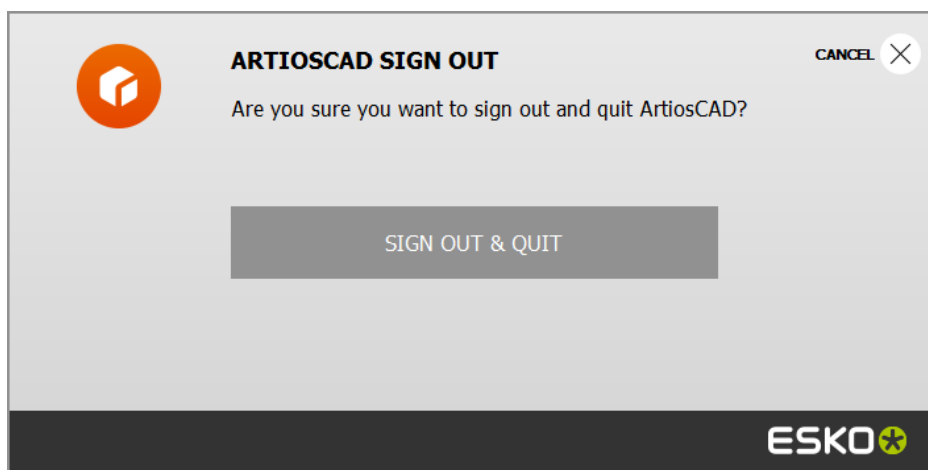 ARTIOSCAD SIGN OUT
CANCEL
Are you sure you want to sign out and quit ArtiosCAD?
SIGN OUT & QUIT
ESKO